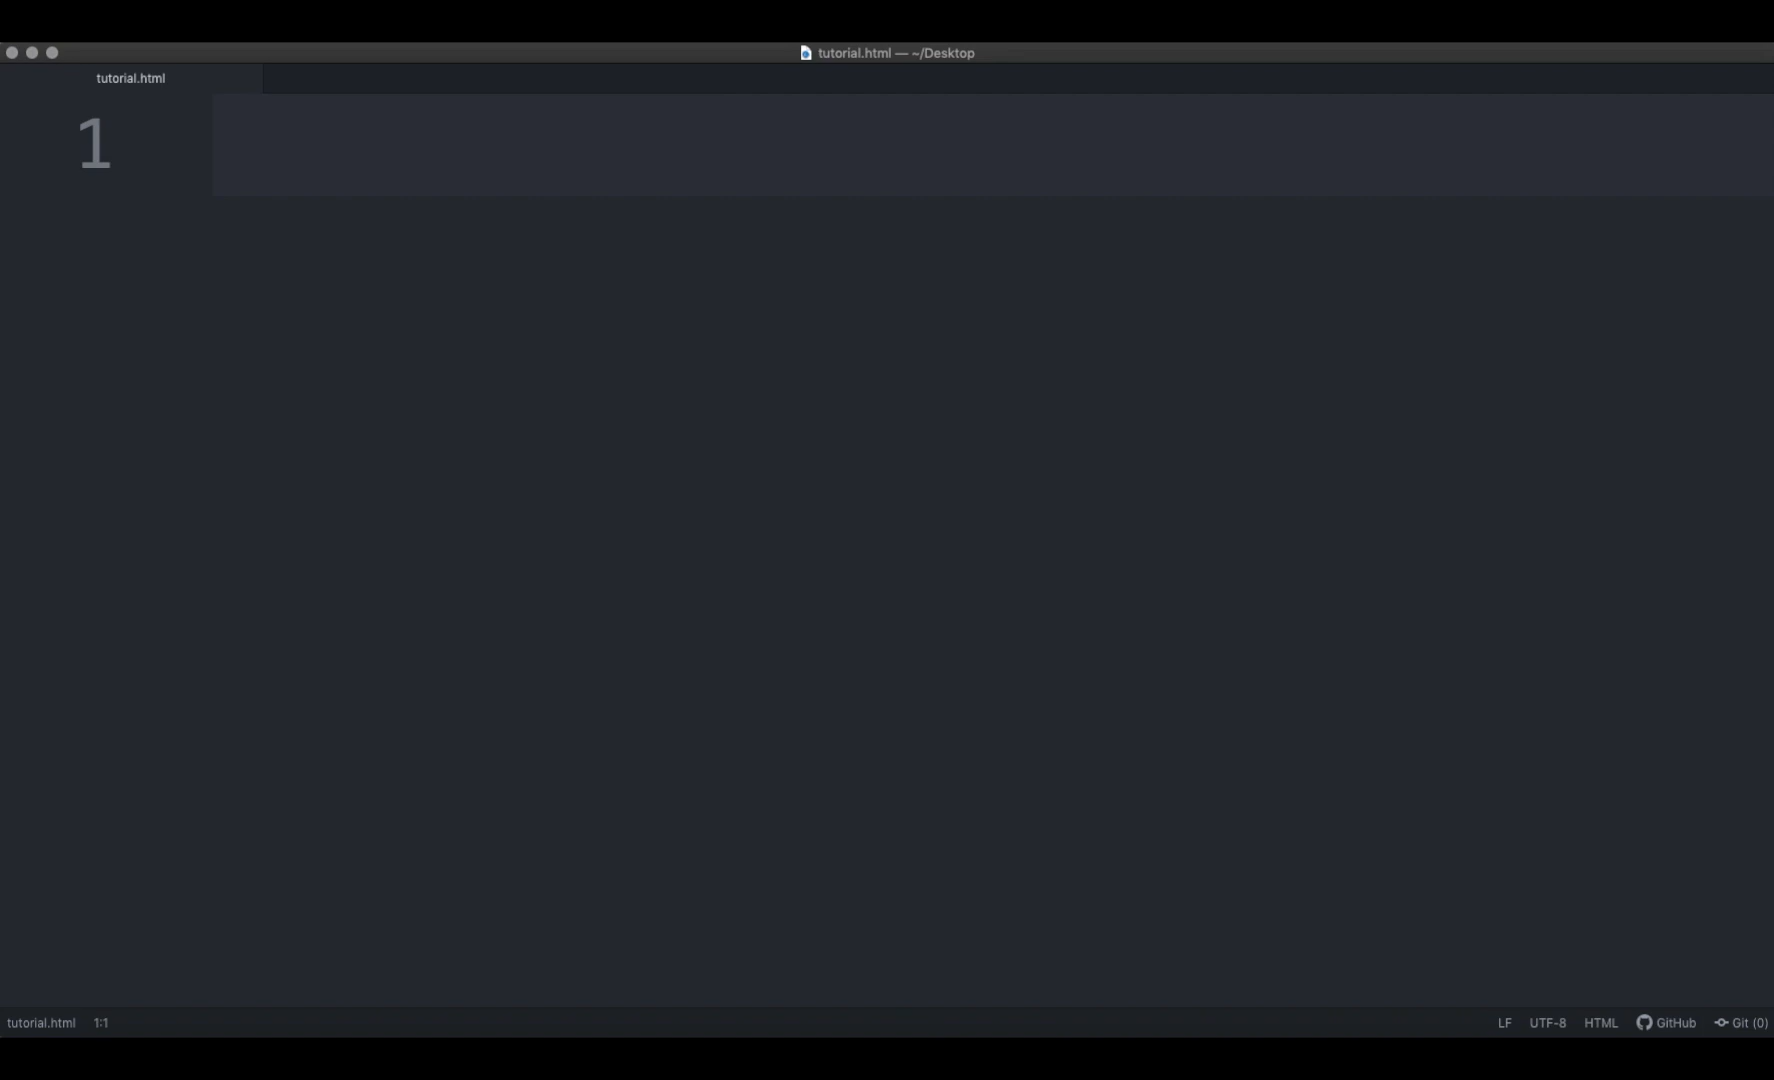 tutorial.html — ~/Desktop
tutorial.html
1
tutorial.html 1:1 LF UTF-8 HTML GitHub Git (0)